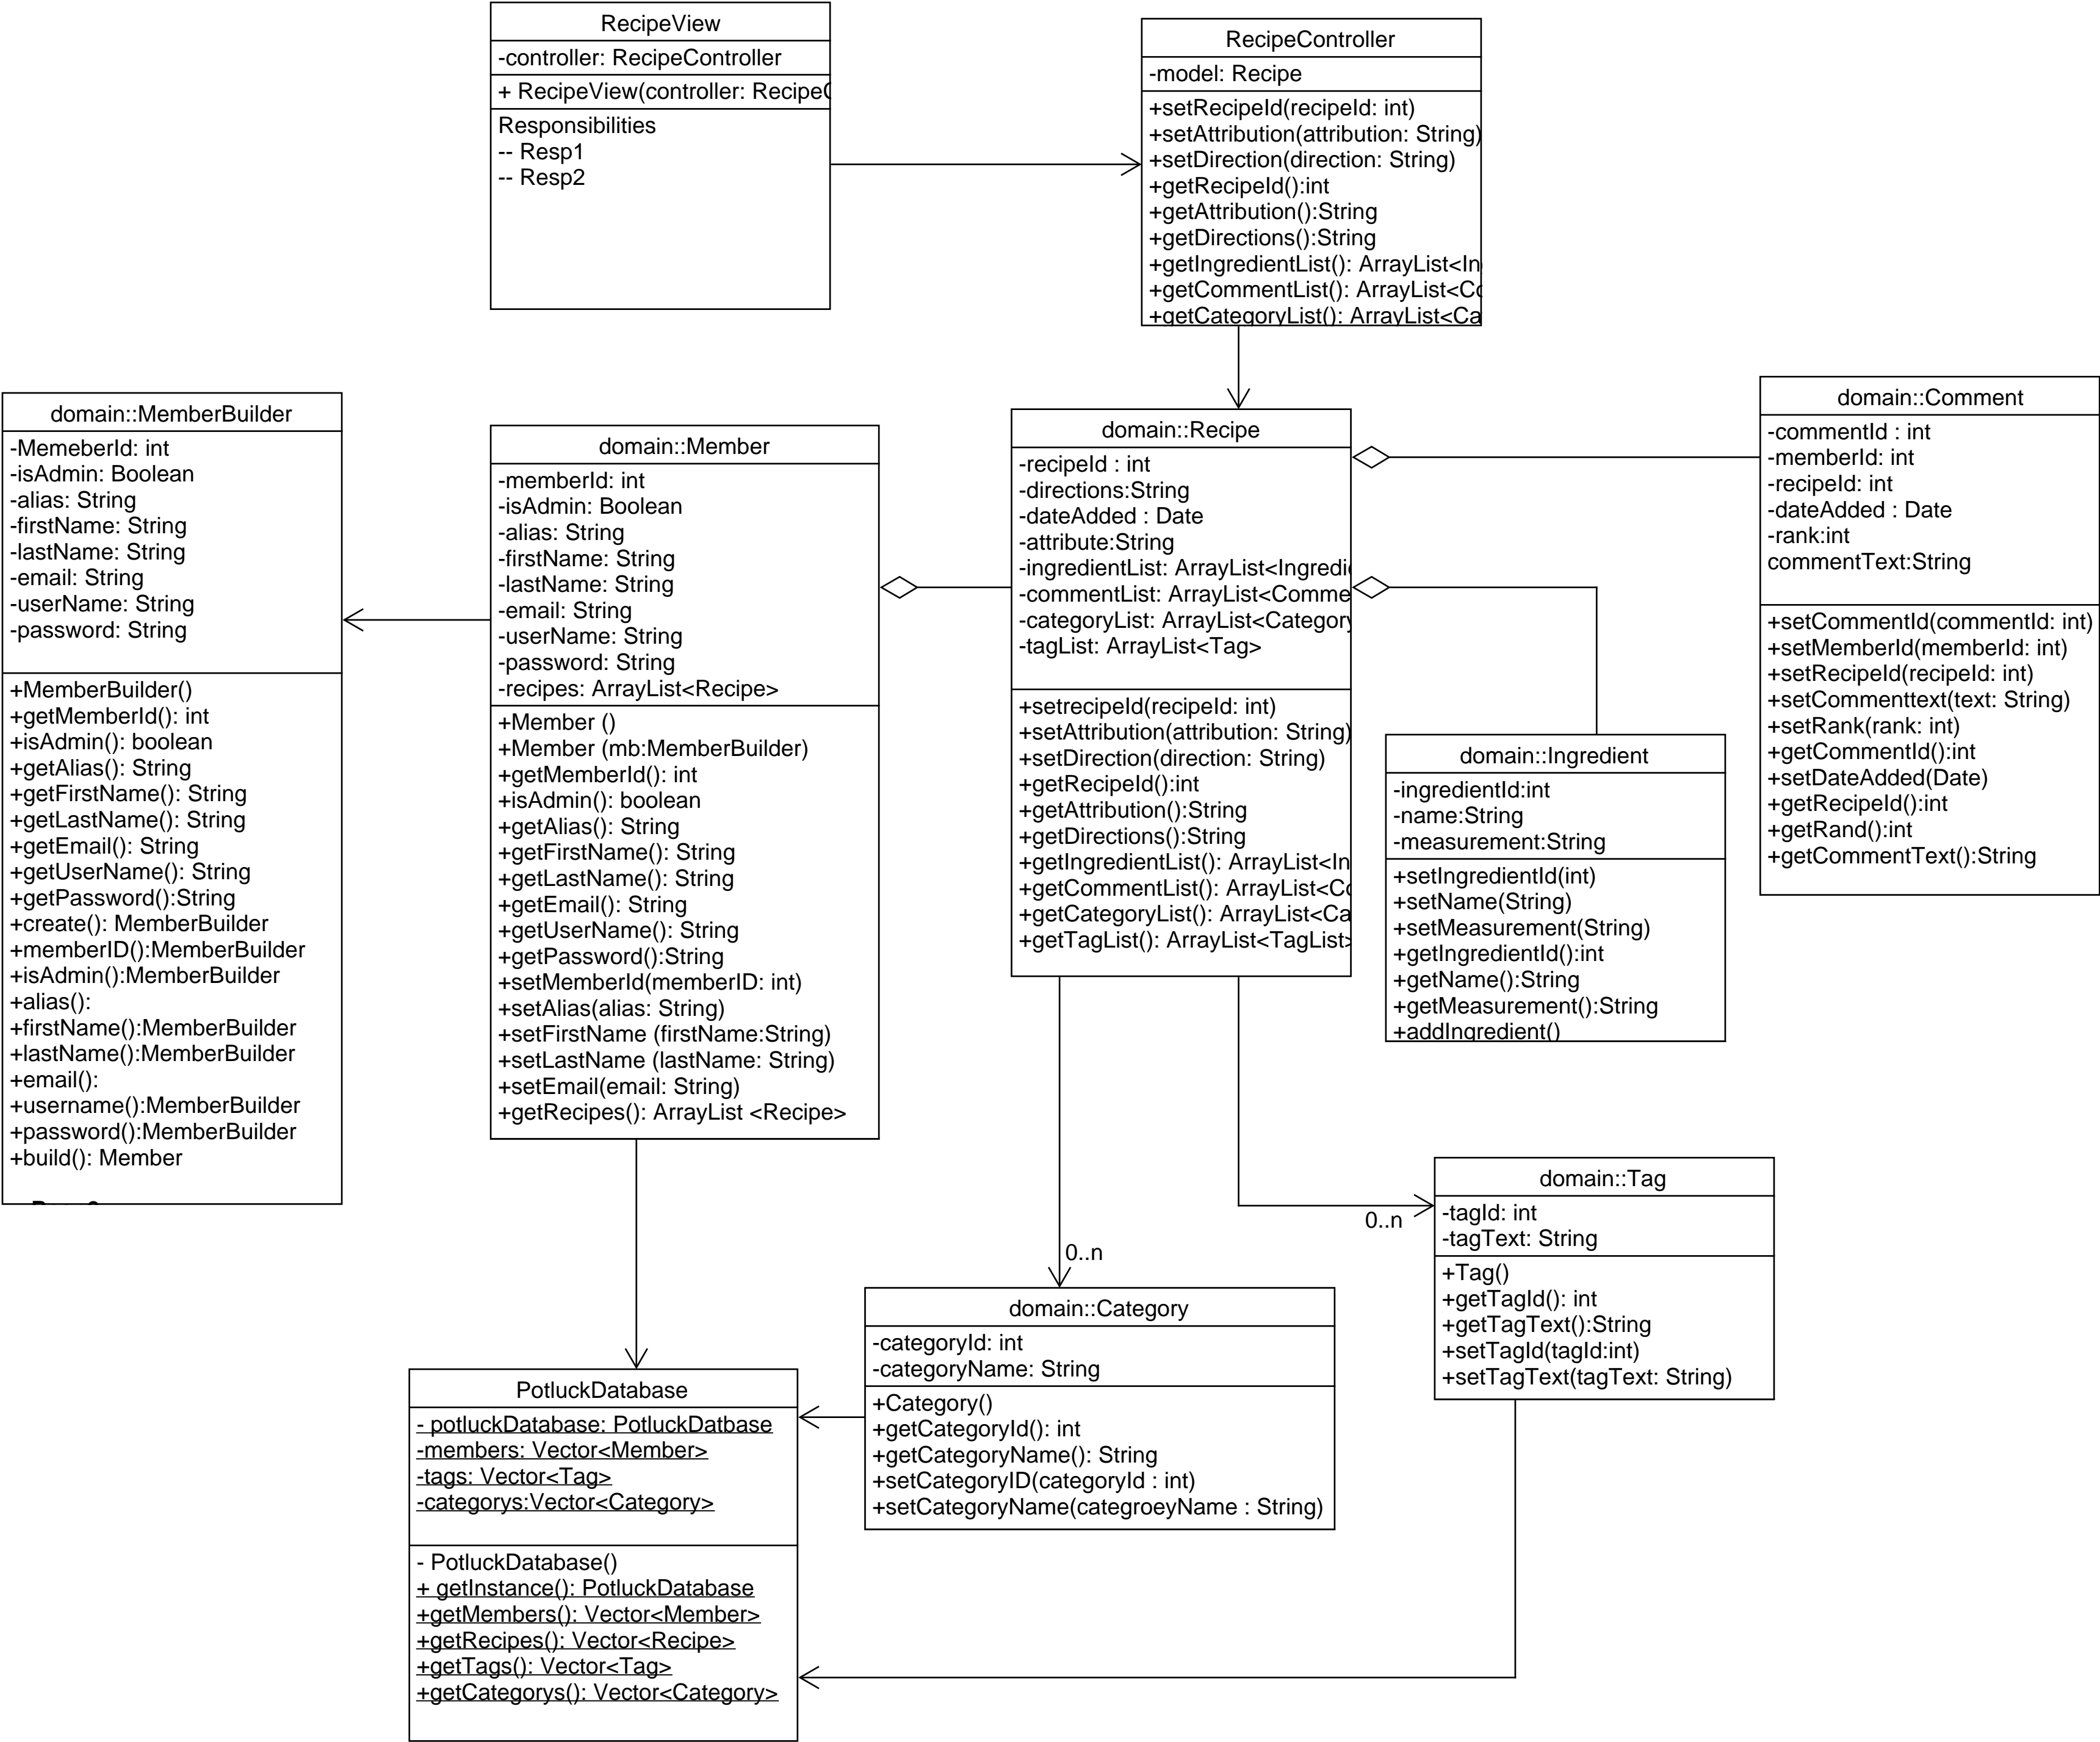 RecipeView
-controller: RecipeController
+ RecipeView(controller: RecipeC
Responsibilities
-- Resp1
-- Resp2
RecipeController
-model: Recipe
+setRecipeId(recipeId: int)
+setAttribution(attribution: String)
+setDirection(direction: String)
+getRecipeId():int
+getAttribution():String
+getDirections():String
+getIngredientList(): ArrayList<In
+getCommentList(): ArrayList<Co
+getCategoryList(): ArrayList<Ca
domain::MemberBuilder
-MemeberId: int
-isAdmin: Boolean
-alias: String
-firstName: String
-lastName: String
-email: String
-userName: String
-password: String
+MemberBuilder()
+getMemberId(): int
+isAdmin(): boolean
+getAlias(): String
+getFirstName(): String
+getLastName(): String
+getEmail(): String
+getUserName(): String
+getPassword():String
+create(): MemberBuilder
+memberID():MemberBuilder
+isAdmin():MemberBuilder
+alias():
+firstName():MemberBuilder
+lastName():MemberBuilder
+email():
+username():MemberBuilder
+password():MemberBuilder
+build(): Member
domain::Member
-memberId: int
-isAdmin: Boolean
-alias: String
-firstName: String
-lastName: String
-email: String
-userName: String
-password: String
-recipes: ArrayList<Recipe>
+Member ()
+Member (mb:MemberBuilder)
+getMemberId(): int
+isAdmin(): boolean
+getAlias(): String
+getFirstName(): String
+getLastName(): String
+getEmail(): String
+getUserName(): String
+getPassword():String
+setMemberId(memberID: int)
+setAlias(alias: String)
+setFirstName (firstName:String)
+setLastName (lastName: String)
+setEmail(email: String)
+getRecipes(): ArrayList <Recipe>
domain::Recipe
-recipeId : int
-directions:String
-dateAdded : Date
-attribute:String
-ingredientList: ArrayList<Ingredie
-commentList: ArrayList<Comme
-categoryList: ArrayList<Category
-tagList: ArrayList<Tag>
+setrecipeId(recipeId: int)
+setAttribution(attribution: String)
+setDirection(direction: String)
+getRecipeId():int
+getAttribution():String
+getDirections():String
+getIngredientList(): ArrayList<In
+getCommentList(): ArrayList<Co
+getCategoryList(): ArrayList<Ca
+getTagList(): ArrayList<TagList>
domain::Comment
-commentId : int
-memberId: int
-recipeId: int
-dateAdded : Date
-rank:int
commentText:String
+setCommentId(commentId: int)
+setMemberId(memberId: int)
+setRecipeId(recipeId: int)
+setCommenttext(text: String)
+setRank(rank: int)
+getCommentId():int
+setDateAdded(Date)
+getRecipeId():int
+getRand():int
+getCommentText():String
domain::Ingredient
-ingredientId:int
-name:String
-measurement:String
+setIngredientId(int)
+setName(String)
+setMeasurement(String)
+getIngredientId():int
+getName():String
+getMeasurement():String
+addIngredient()
domain::Tag
-tagId: int
-tagText: String
+Tag()
+getTagId(): int
+getTagText():String
+setTagId(tagId:int)
+setTagText(tagText: String)
0..n
0..n
domain::Category
-categoryId: int
-categoryName: String
+Category()
+getCategoryId(): int
+getCategoryName(): String
+setCategoryID(categoryId : int)
+setCategoryName(categroeyName : String)
PotluckDatabase
- potluckDatabase: PotluckDatbase
-members: Vector<Member>
-tags: Vector<Tag>
-categorys:Vector<Category>
- PotluckDatabase()
+ getInstance(): PotluckDatabase
+getMembers(): Vector<Member>
+getRecipes(): Vector<Recipe>
+getTags(): Vector<Tag>
+getCategorys(): Vector<Category>